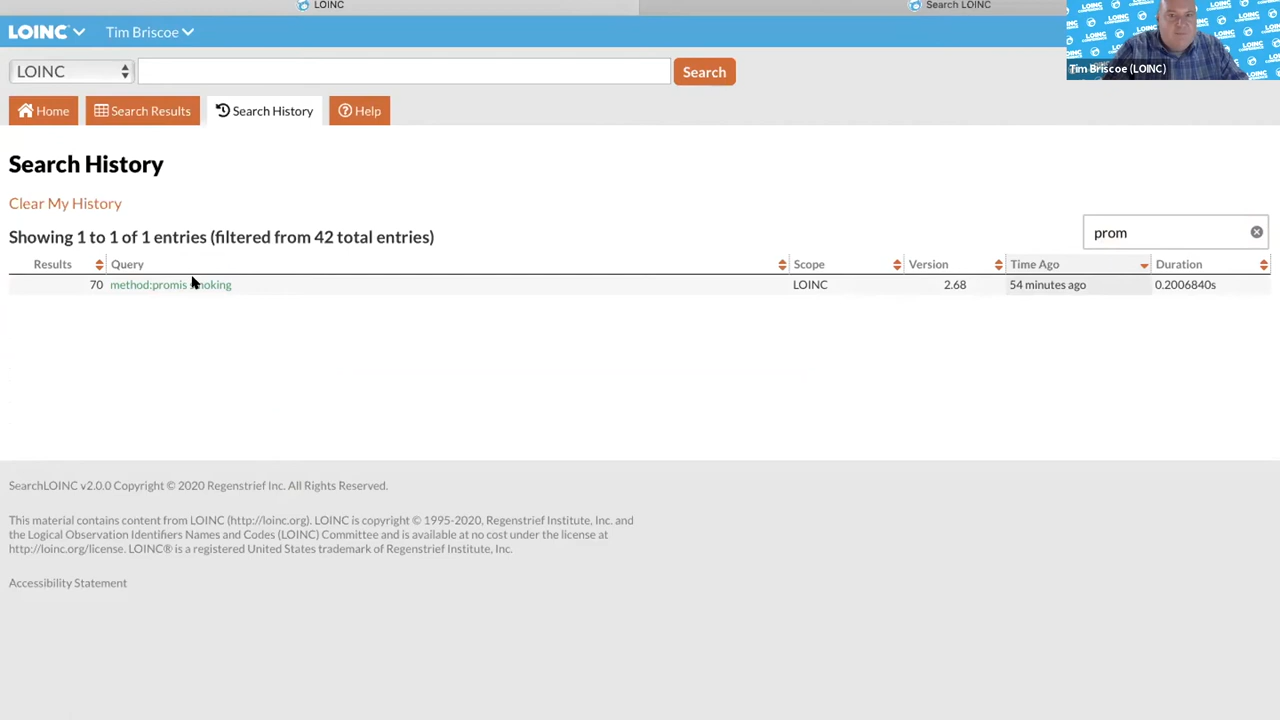 LOINC
Search LOINC
LOINC Tim Briscoe
Tim Briscoe (LOINC)
LOINC Search
Home Search Results Search History Help
Search History
Clear My History
Showing 1 to 1 of 1 entries (filtered from 42 total entries)
prom
Results Query Scope Version Time Ago Duration
70 method:promis LOINC 2.68 54 minutes ago 0.2006840s
SearchLOINC v2.0.0 Copyright © 2020 Regenstrief Inc. All Rights Reserved.
This material contains content from LOINC (http://loinc.org). LOINC is copyright © 1995-2020, Regenstrief Institute, Inc. and
the Logical Observation Identifiers Names and Codes (LOINC) Committee and is available at no cost under the license at
http://loinc.org/license. LOINC® is a registered United States trademark of Regenstrief Institute, Inc.
Accessibility Statement